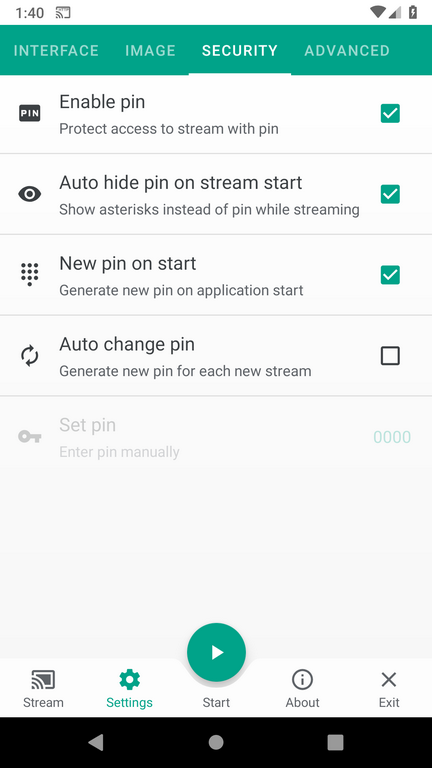 1:40
INTERFACE IMAGE SECURITY ADVANCED
PIN
Enable pin
Protect access to stream with pin
Auto hide pin on stream start
Show asterisks instead of pin while streaming
New pin on start
Generate new pin on application start
Auto change pin
Generate new pin for each new stream
Set pin
Enter pin manually
0000
Stream Settings Start About Exit